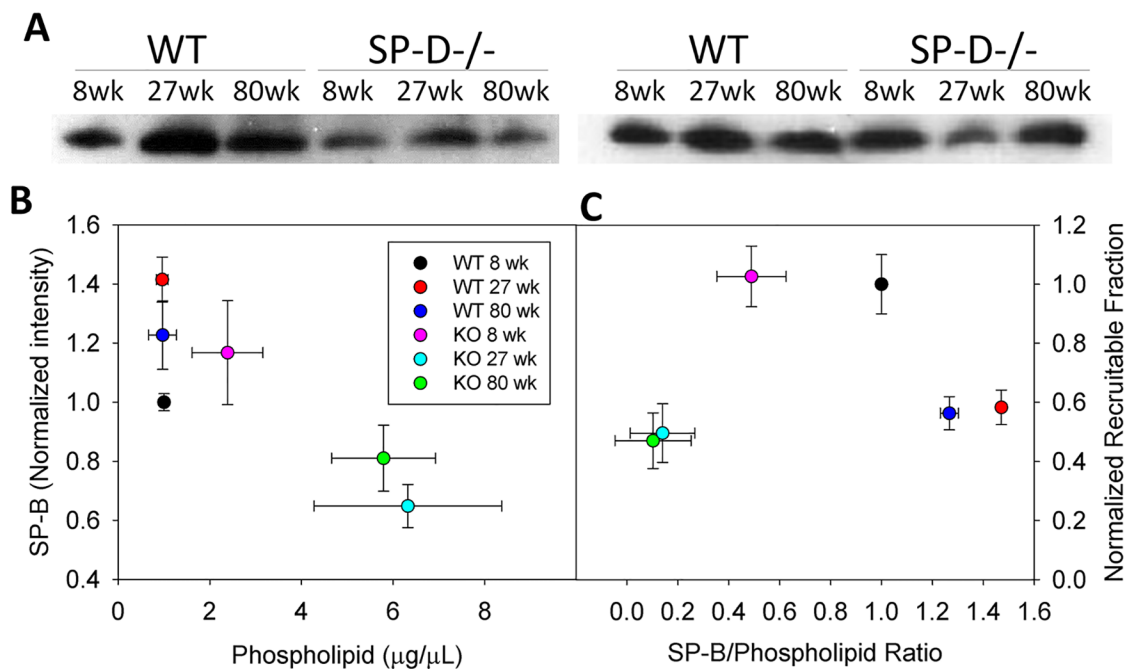 A
WT SP-D-/- WT SP-D-/-
8wk 27wk 80wk 8wk 27wk 80wk 8wk 27wk 80wk 8wk 27wk 80wk
B
C
SP-B (Normalized intensity)
1.6
1.4
1.2
1.0
0.8
0.6
0.4
WT 8 wk
WT 27 wk
WT 80 wk
KO 8 wk
KO 27 wk
KO 80 wk
0 2 4 6 8
Phospholipid (μg/μL)
1.2
1.0
0.8
0.6
0.4
0.2
0.0
Normalized Recruitable Fraction
0.0 0.2 0.4 0.6 0.8 1.0 1.2 1.4 1.6
SP-B/Phospholipid Ratio